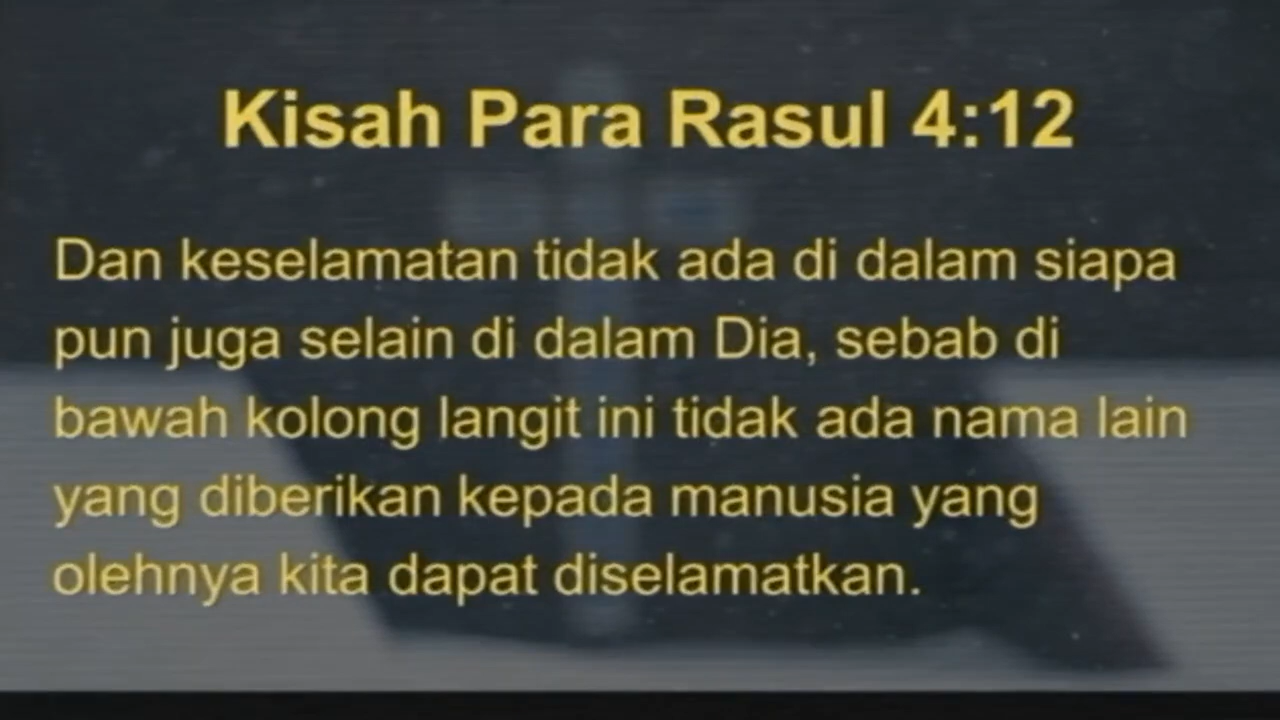 Kisah Para Rasul 4:12
Dan keselamatan tidak ada di dalam siapa
pun juga selain di dalam Dia, sebab di
bawah kolong langit ini tidak ada nama lain
yang diberikan kepada manusia yang
olehnya kita dapat diselamatkan.